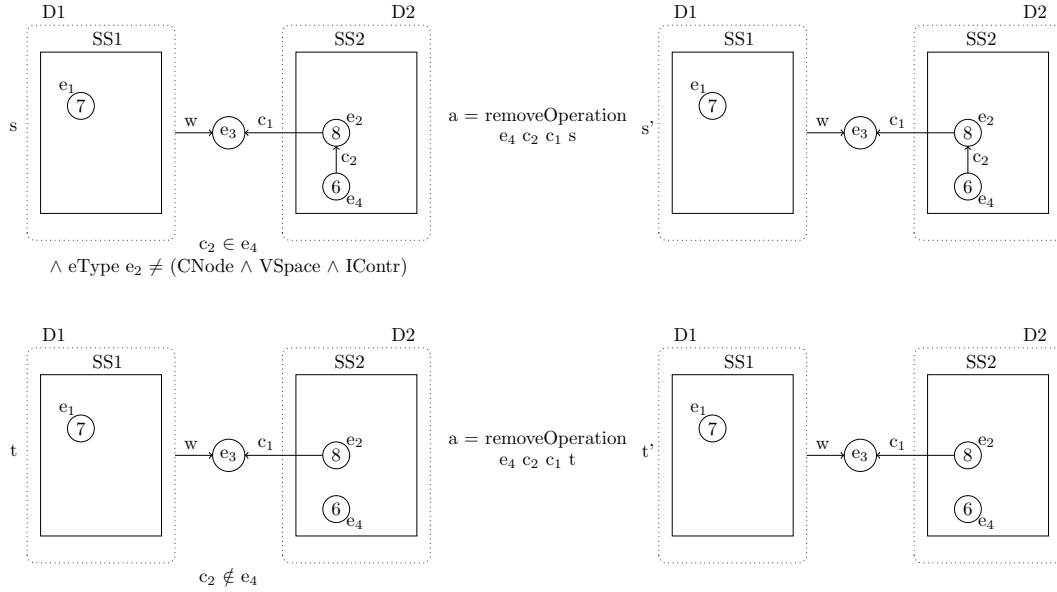 D1 D2 D1 D2
SS1 SS2 SS1 SS2
e₁ 7 e₂ 8 e₁ 7 e₂ 8
s w e₃ c₁ a = removeOperation s' w e₃ c₁
e₄ c₂ c₁ s
c₂ c₂
6 e₄ 6 e₄
c₂ ∈ e₄
∧ eType e₂ ≠ (CNode ∧ VSpace ∧ IContr)
D1 D2 D1 D2
SS1 SS2 SS1 SS2
e₁ 7 e₂ 8 e₁ 7 e₂ 8
t w e₃ c₁ a = removeOperation t' w e₃ c₁
e₄ c₂ c₁ t
6 e₄ 6 e₄
c₂ ∉ e₄